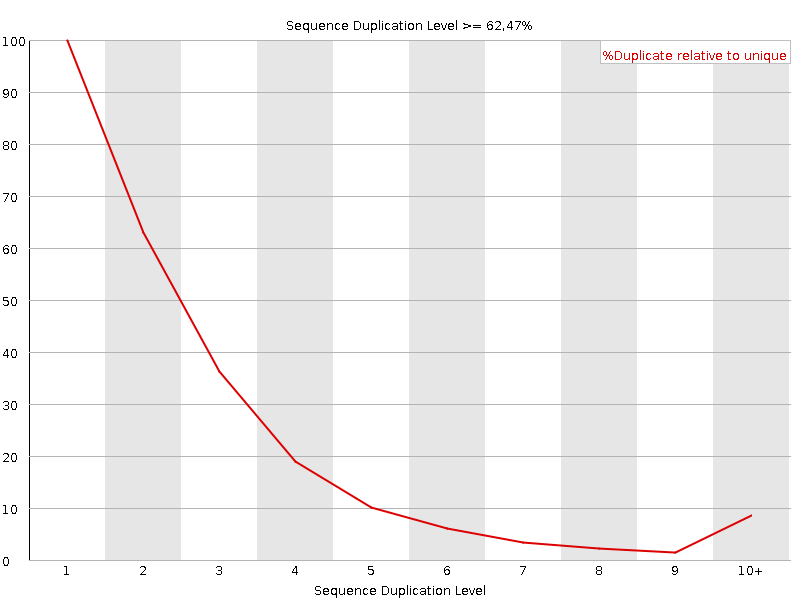 Sequence Duplication Level >= 62,47%
%Duplicate relative to unique
100
90
80
70
60
50
40
30
20
10
0
1 2 3 4 5 6 7 8 9 10+
Sequence Duplication Level